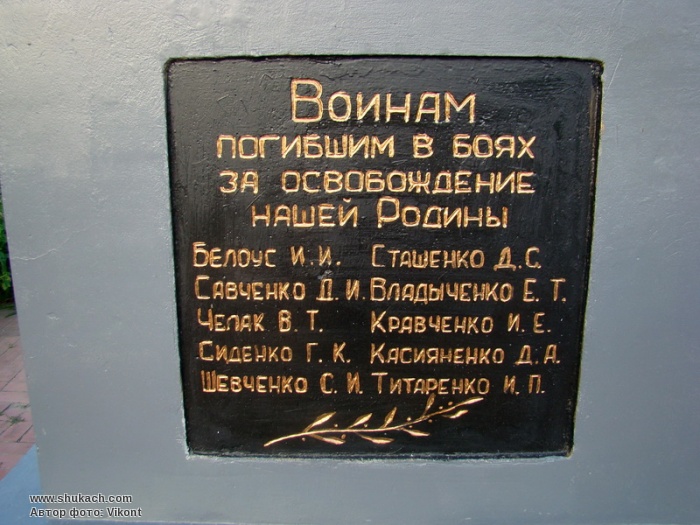 Воинам
погибшим в боях
за освобождение
нашей Родины
Белоус И.И. Сташенко Д.С.
Савченко Д.И. Владыченко Е.Т.
Челак В.Т. Кравченко И.Е.
Сиденко Г.К. Касияненко Д.А.
Шевченко С.И. Титаренко И.П.
www.shukach.com
Автор фото: Vikont